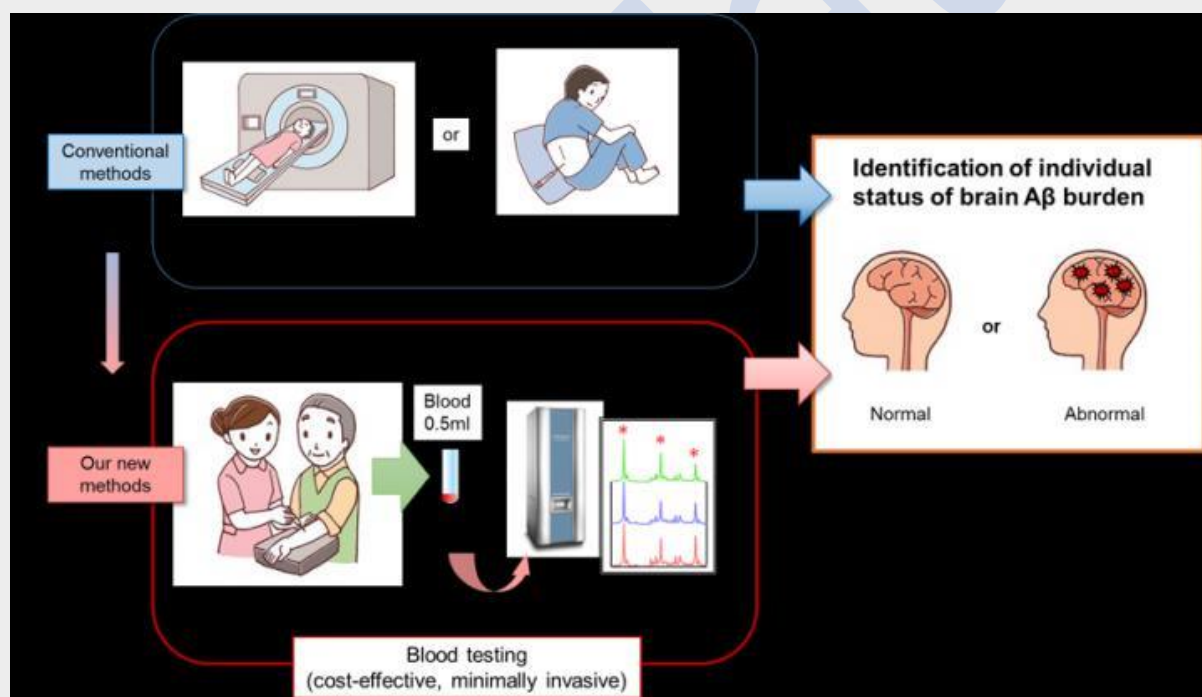 Conventional
methods
or
Identification of individual
status of brain Aβ burden
or
Normal
Abnormal
Our new
methods
Blood
0.5ml
* * *
Blood testing
(cost-effective, minimally invasive)